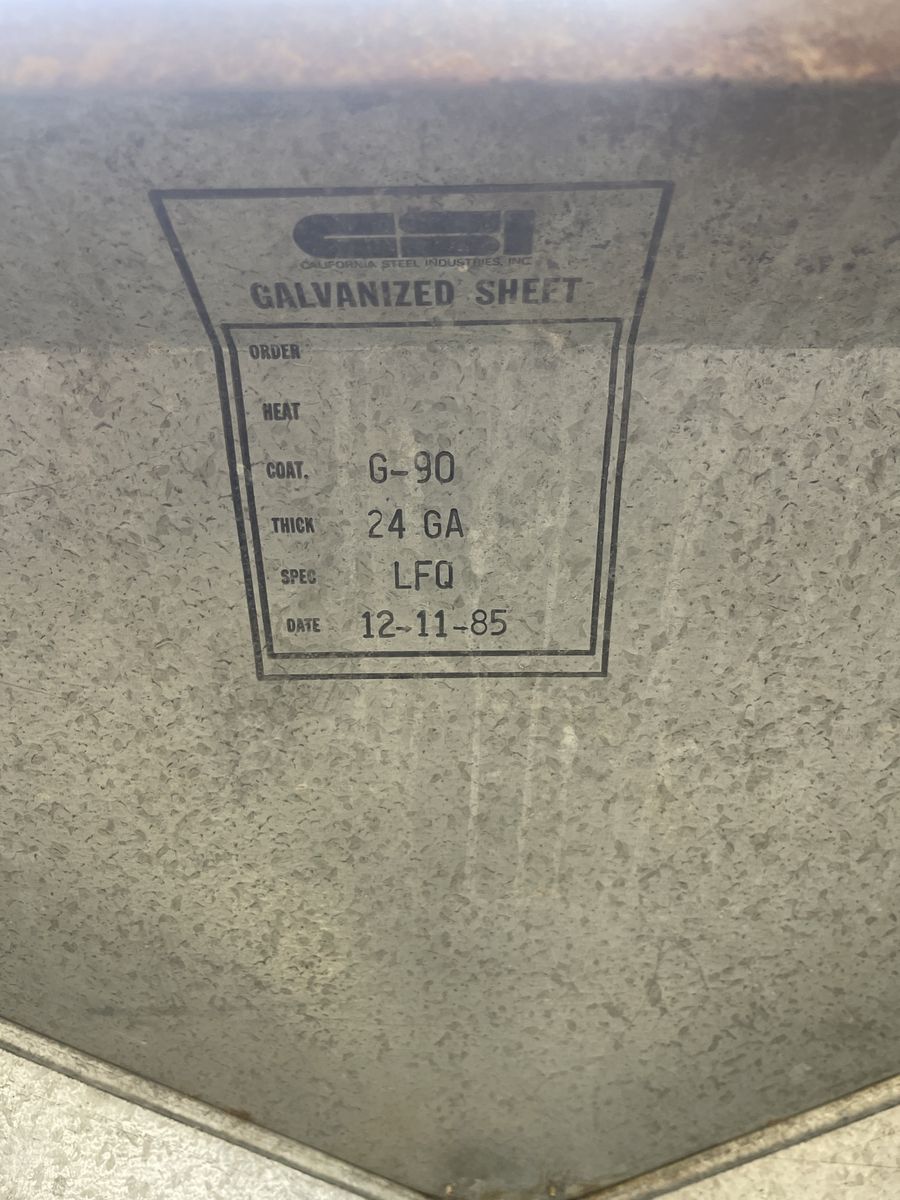 CSI
CALIFORNIA STEEL INDUSTRIES, INC
GALVANIZED SHEET
ORDER
HEAT
COAT. G-90
THICK 24 GA
SPEC LFQ
DATE 12-11-85